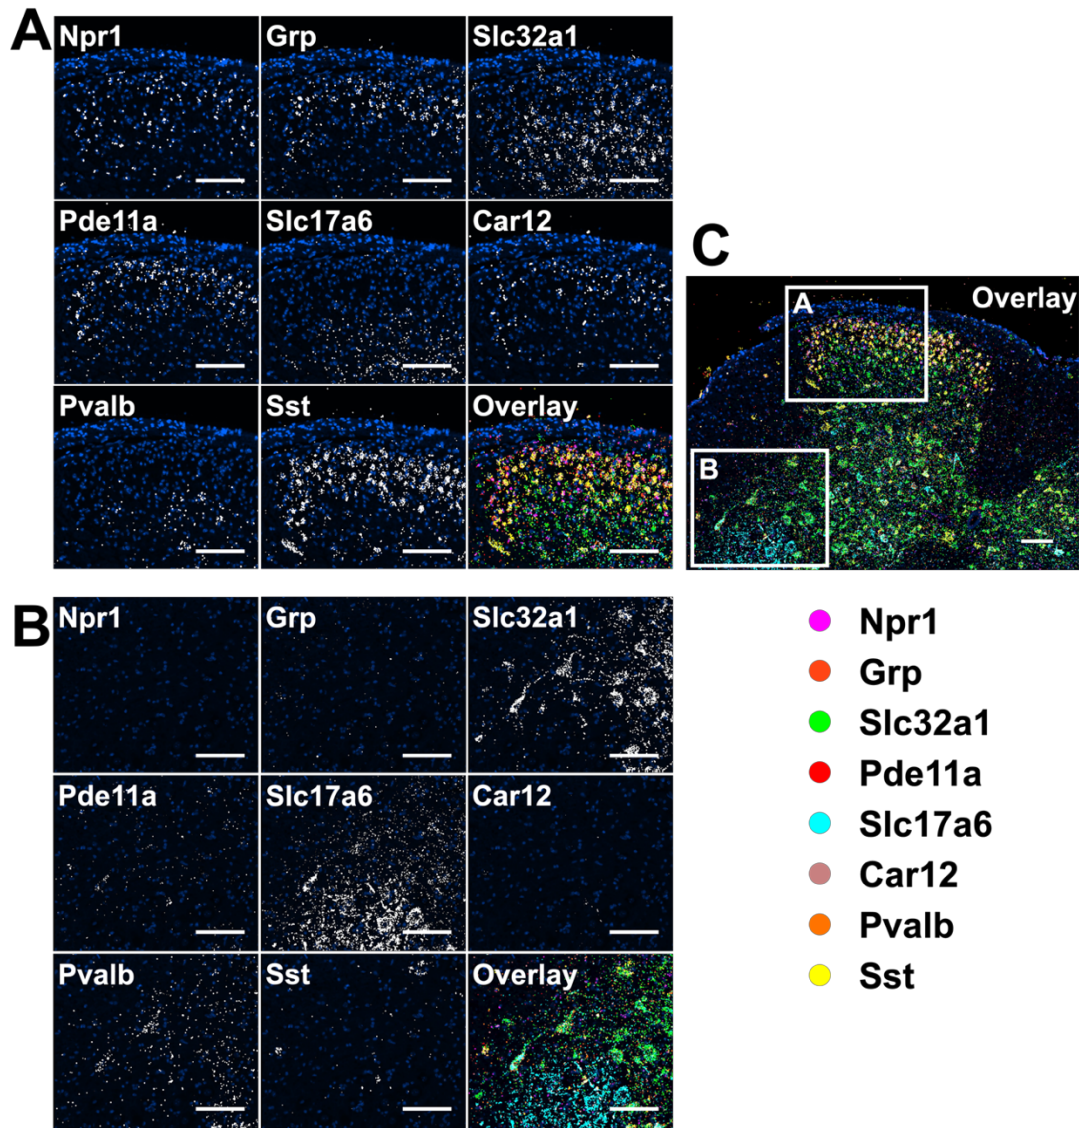 A
Npr1 Grp Slc32a1
Pde11a Slc17a6 Car12
Pvalb Sst Overlay
C
Overlay
A
B
B
Npr1 Grp Slc32a1
Pde11a Slc17a6 Car12
Pvalb Sst Overlay
Npr1
Grp
Slc32a1
Pde11a
Slc17a6
Car12
Pvalb
Sst